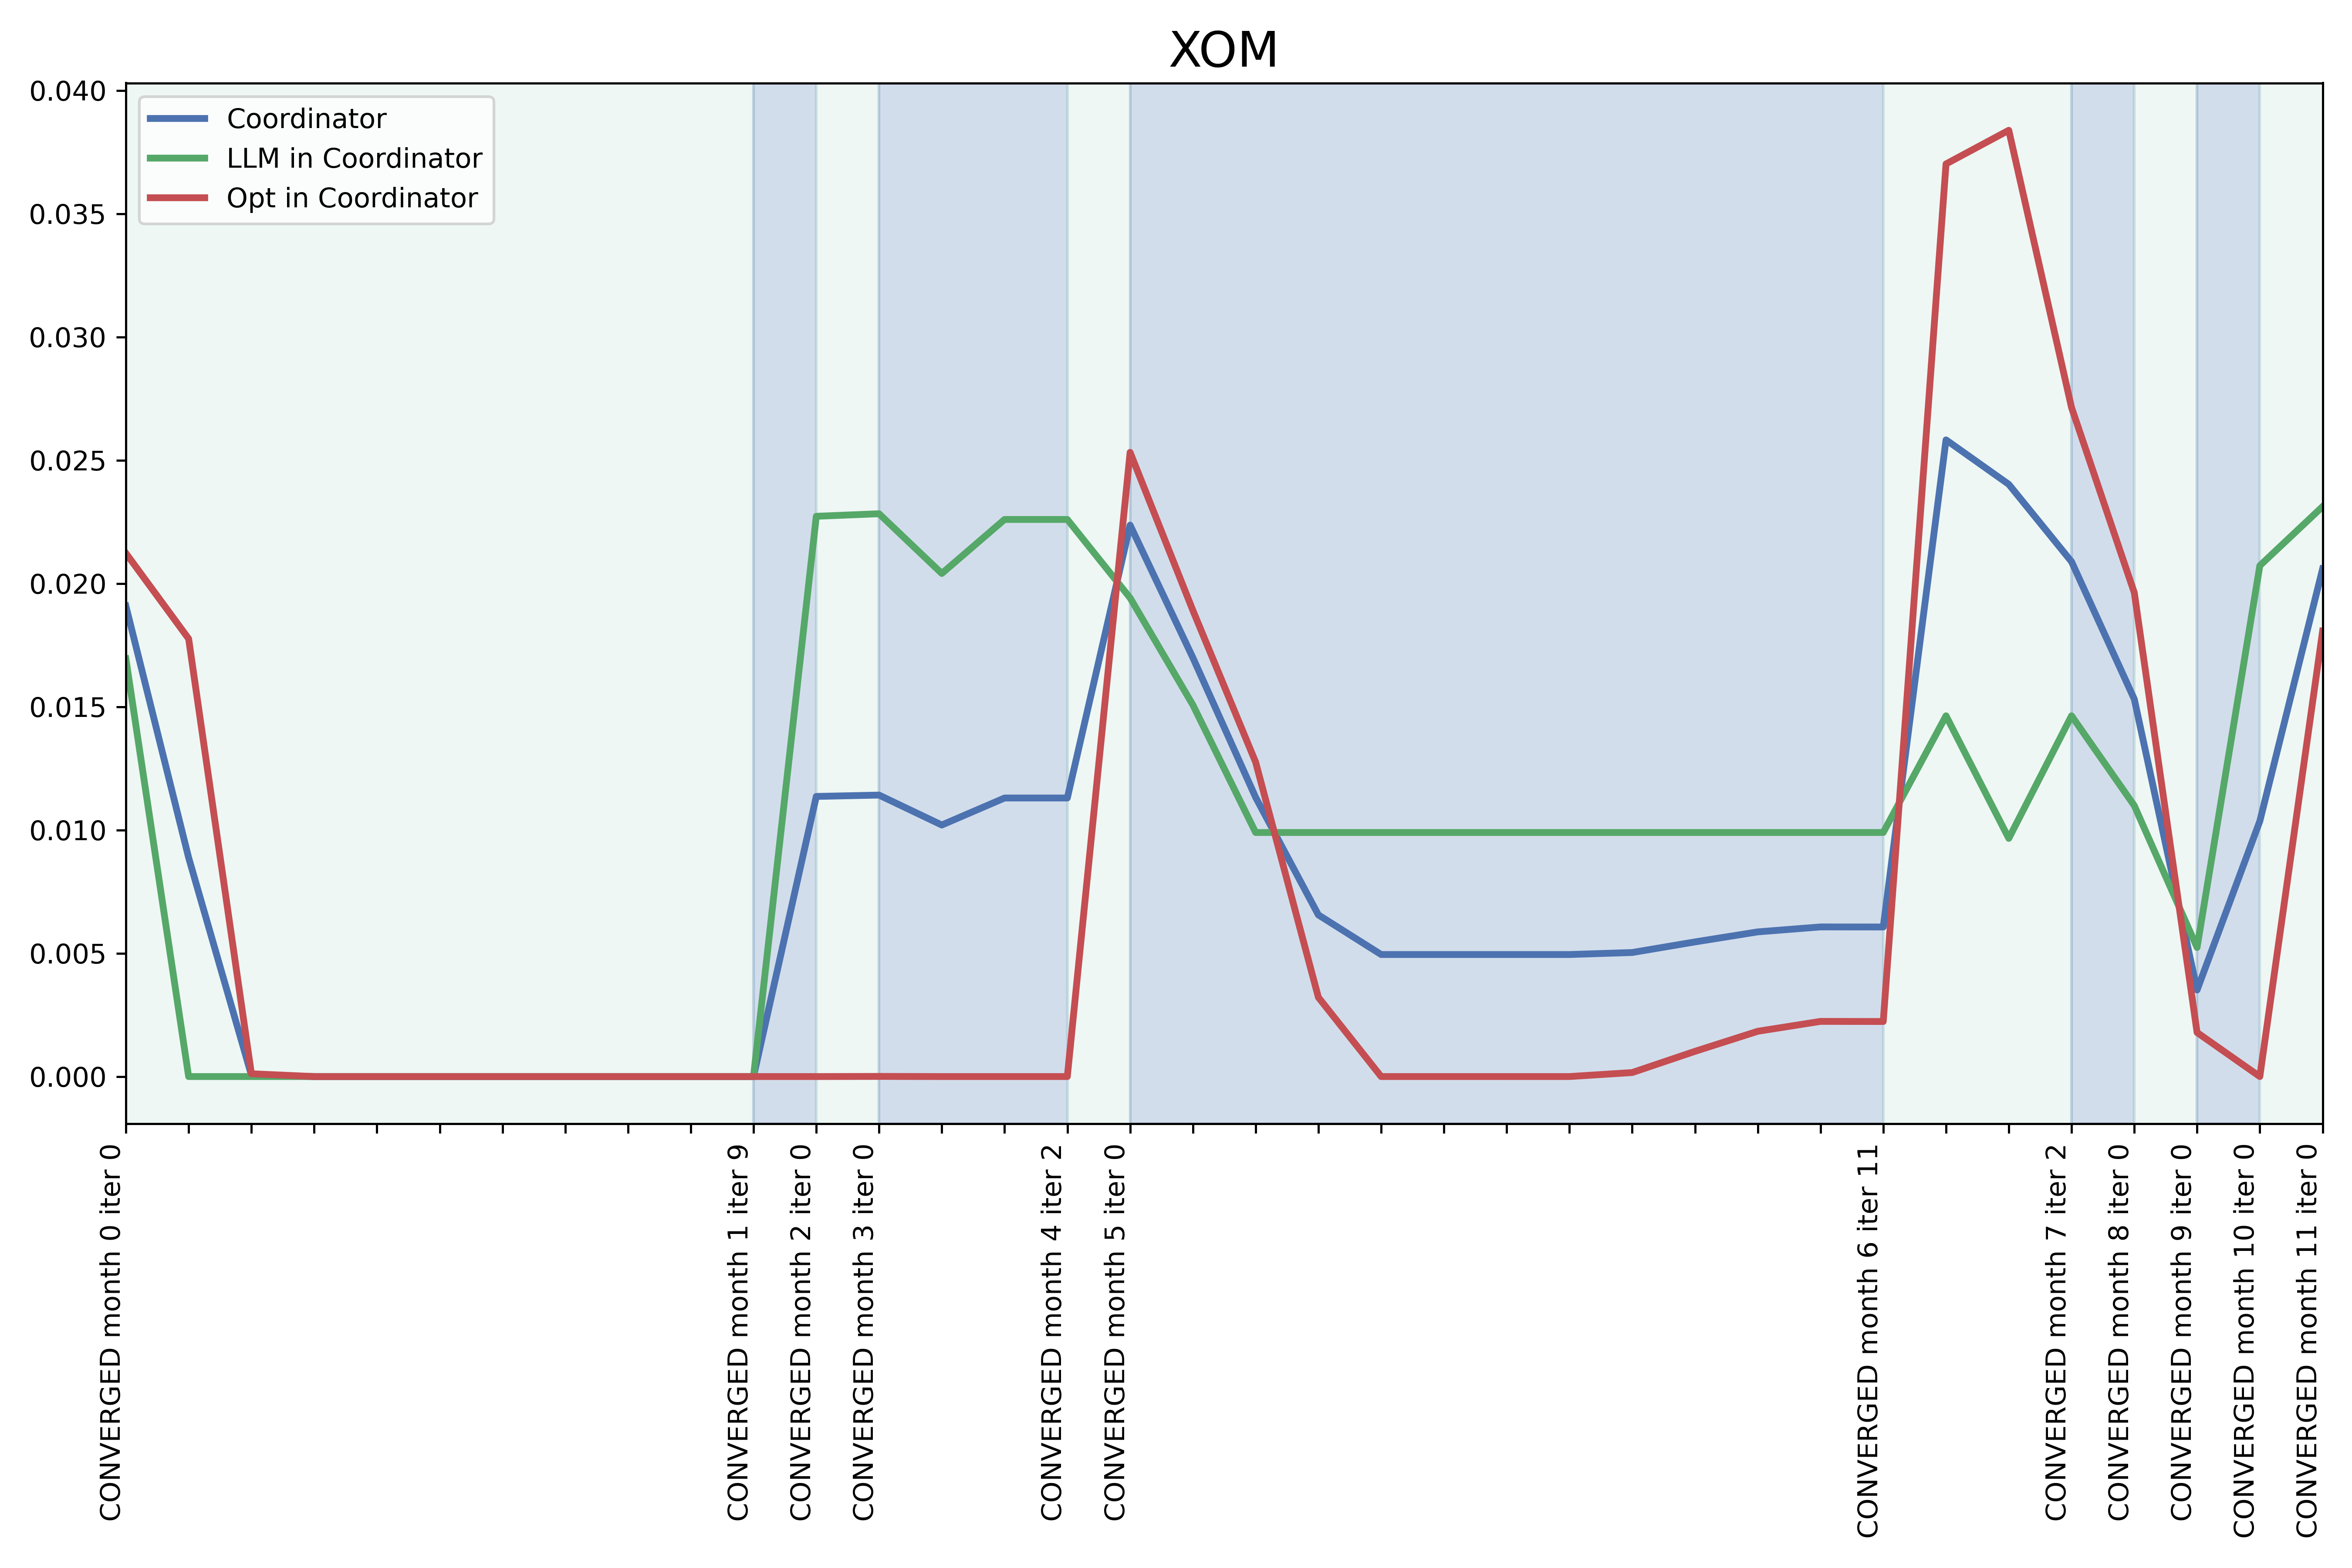 XOM
0.040
0.035
0.030
0.025
0.020
0.015
0.010
0.005
0.000
Coordinator
LLM in Coordinator
Opt in Coordinator
CONVERGED month 0 iter 0
CONVERGED month 1 iter 9
CONVERGED month 2 iter 0
CONVERGED month 3 iter 0
CONVERGED month 4 iter 2
CONVERGED month 5 iter 0
CONVERGED month 6 iter 11
CONVERGED month 7 iter 2
CONVERGED month 8 iter 0
CONVERGED month 9 iter 0
CONVERGED month 10 iter 0
CONVERGED month 11 iter 0